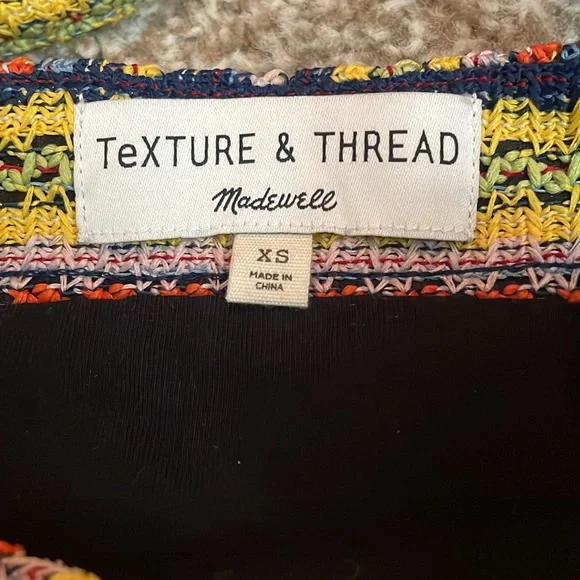 TeXTURE & THREAD
Madewell
XS
MADE IN
CHINA